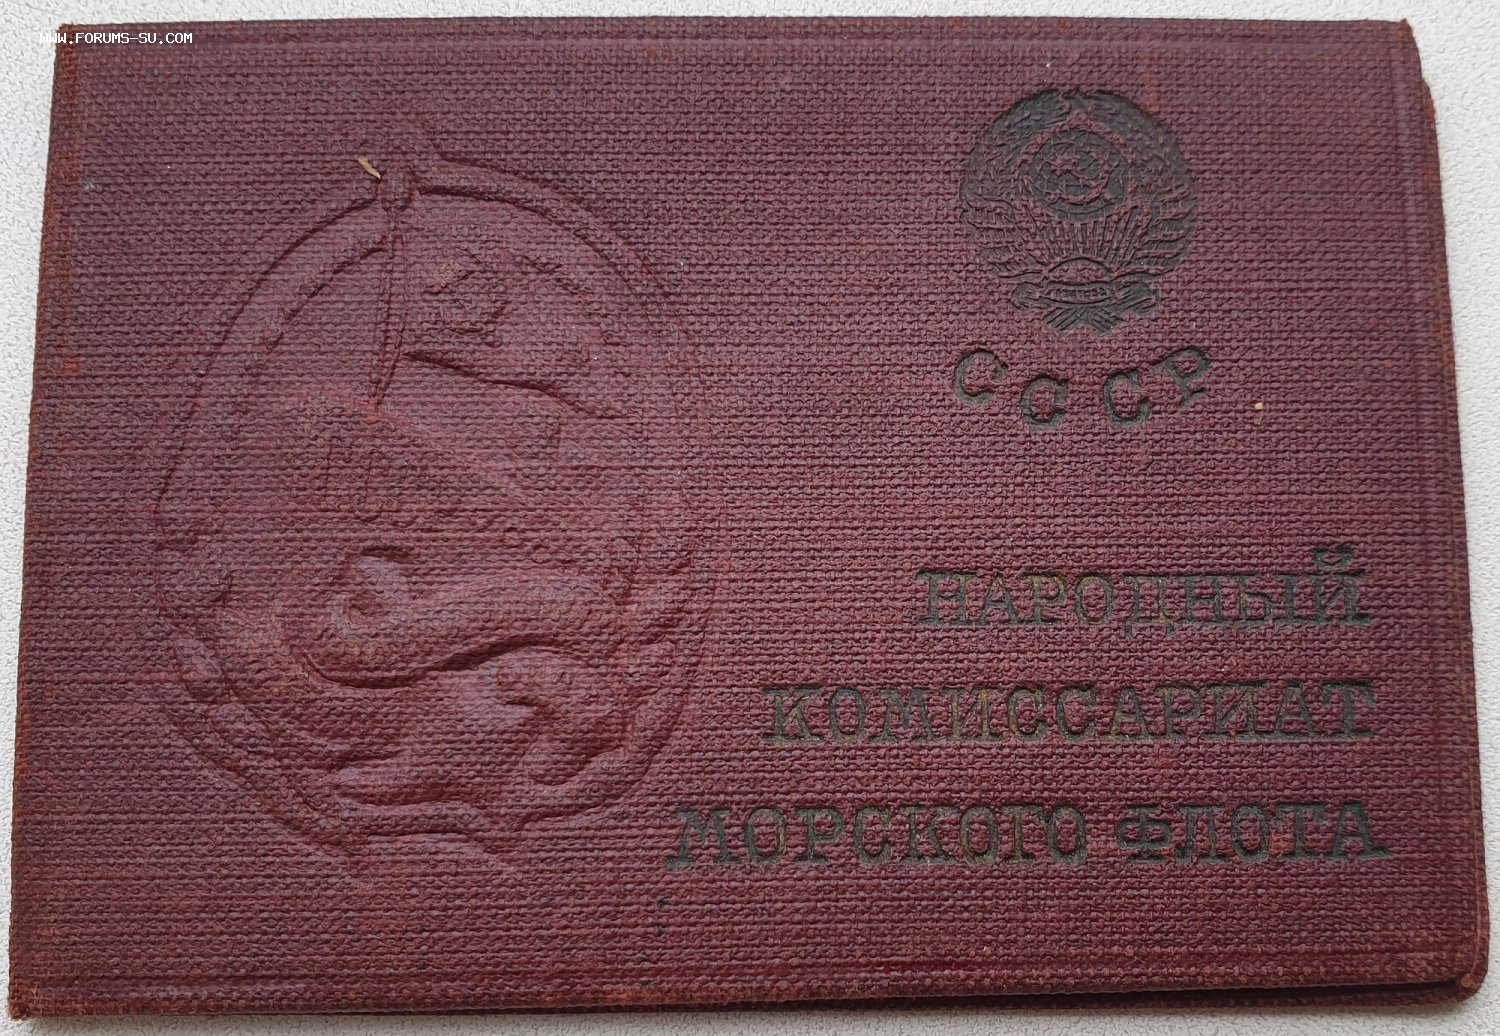 WWW.FORUMS-SU.COM
СССР
НАРОДНЫЙ
КОМИССАРИАТ
МОРСКОГО ФЛОТА